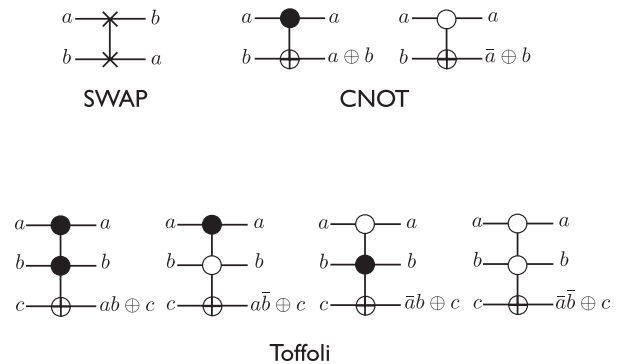 a b a a a a
b a b a ⊕ b b ā ⊕ b
SWAP CNOT
a a a a a a a a
b b b b b b b b
c ab ⊕ c c ab̄ ⊕ c c āb ⊕ c c āb̄ ⊕ c
Toffoli